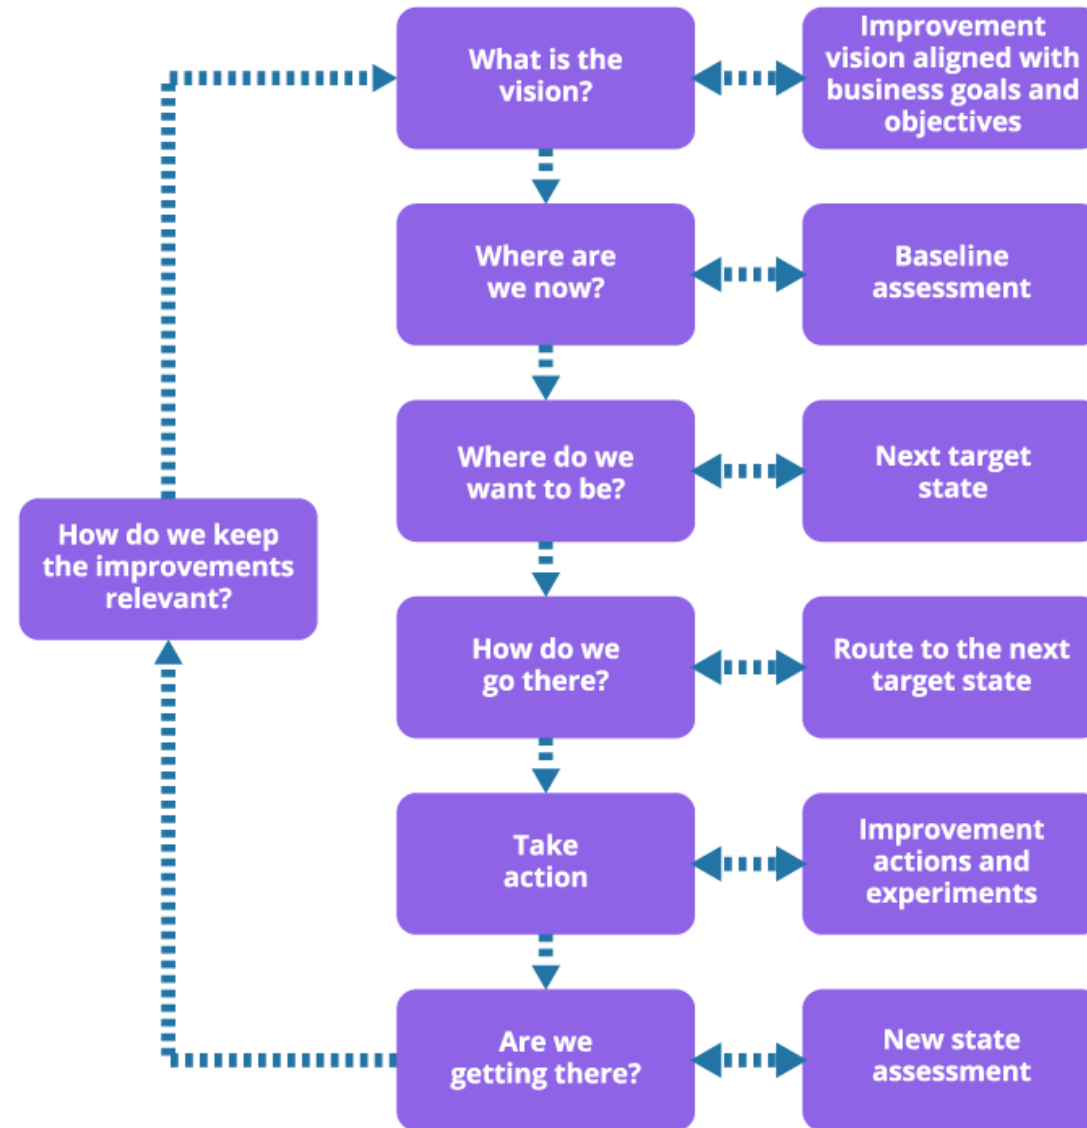 What is the
vision?
Improvement
vision aligned with
business goals and
objectives
Where are
we now?
Baseline
assessment
Where do we
want to be?
Next target
state
How do we keep
the improvements
relevant?
How do we
go there?
Route to the next
target state
Take
action
Improvement
actions and
experiments
Are we
getting there?
New state
assessment